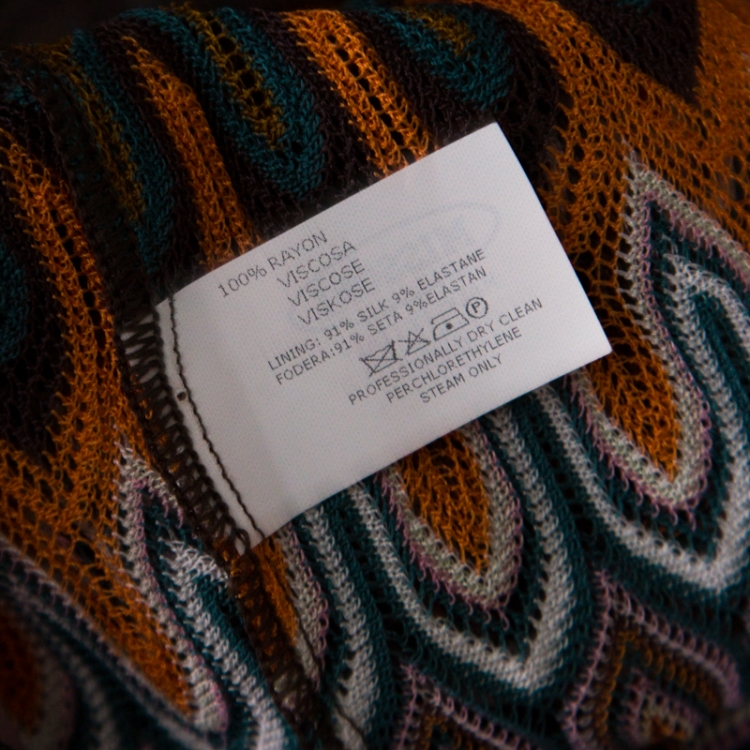 100% RAYON
VISCOSA
VISCOSE
VISKOSE
LINING: 91% SILK 9% ELASTANE
FODERA:91% SETA 9%ELASTAN
P
PROFESSIONALLY DRY CLEAN
PERCHLORETHYLENE
STEAM ONLY